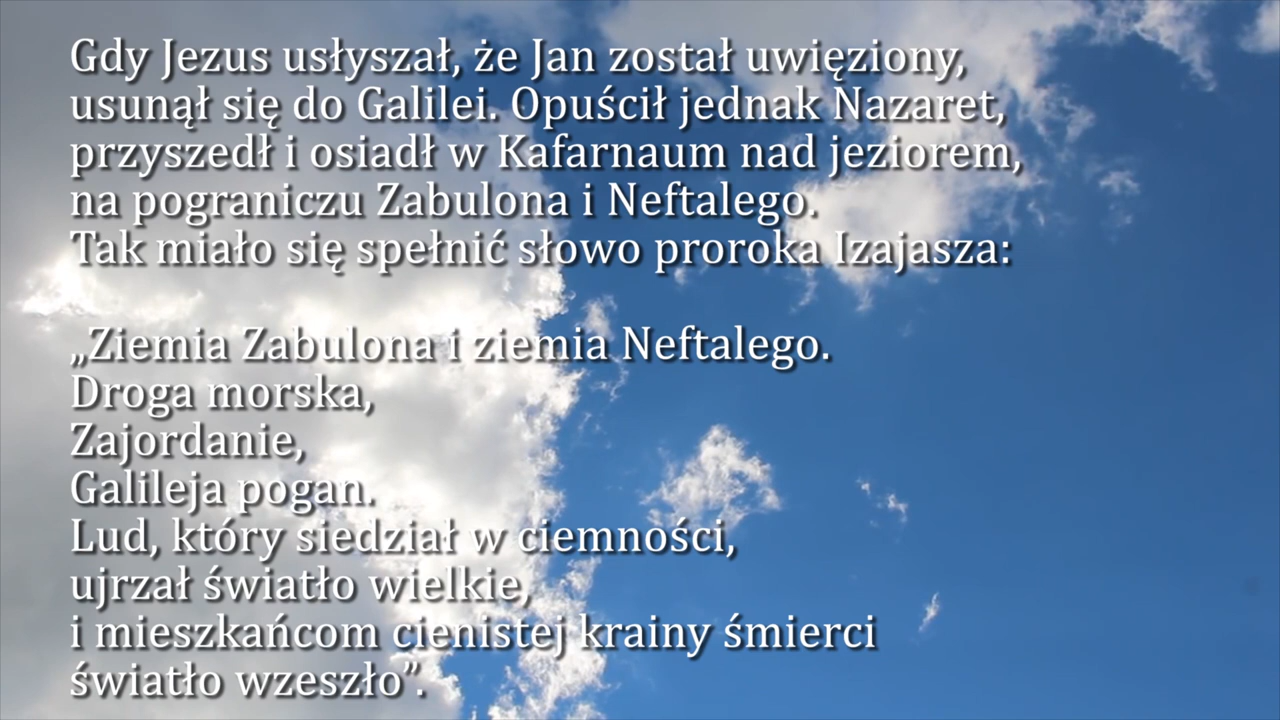 Gdy Jezus usłyszał, że Jan został uwięziony,
usunął się do Galilei. Opuścił jednak Nazaret,
przyszedł i osiadł w Kafarnaum nad jeziorem,
na pograniczu Zabulona i Neftalego.
Tak miało się spełnić słowo proroka Izajasza:
„Ziemia Zabulona i ziemia Neftalego.
Droga morska,
Zajordanie,
Galileja pogan.
Lud, który siedział w ciemności,
ujrzał światło wielkie,
i mieszkańcom cienistej krainy śmierci
światło wzeszło”.